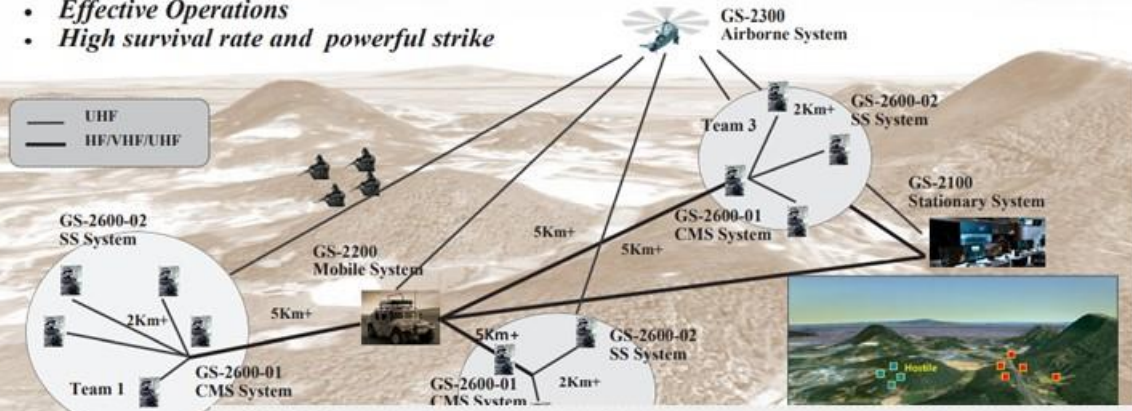 • Effective Operations
• High survival rate and powerful strike
GS-2300
Airborne System
UHF
HF/VHF/UHF
Team 3
2Km+
GS-2600-02
SS System
GS-2100
Stationary System
GS-2600-01
CMS System
5Km+
5Km+
GS-2600-02
SS System
GS-2200
Mobile System
2Km+
5Km+
5Km+
GS-2600-02
SS System
Team 1
GS-2600-01
CMS System
GS-2600-01
CMS System
2Km+
Hostile